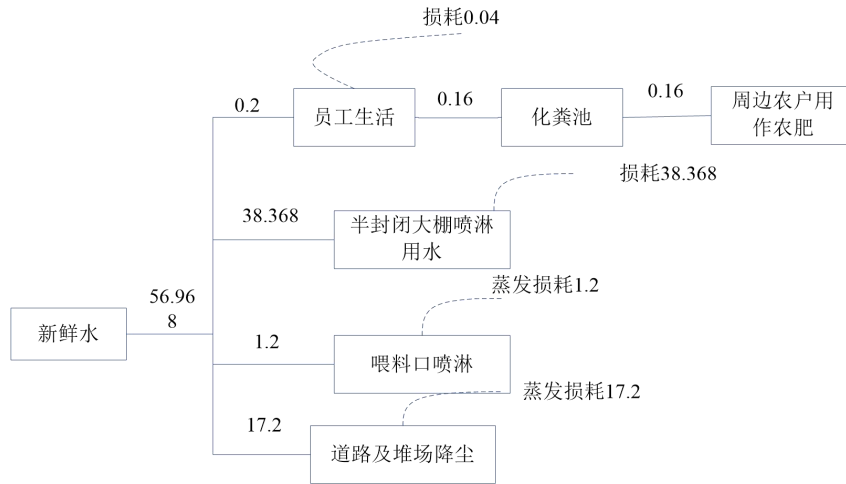 损耗0.04
0.2
员工生活
0.16
化粪池
0.16
周边农户用
作农肥
损耗38.368
38.368
半封闭大棚喷淋
用水
蒸发损耗1.2
新鲜水
56.96
8
1.2
喂料口喷淋
蒸发损耗17.2
17.2
道路及堆场降尘